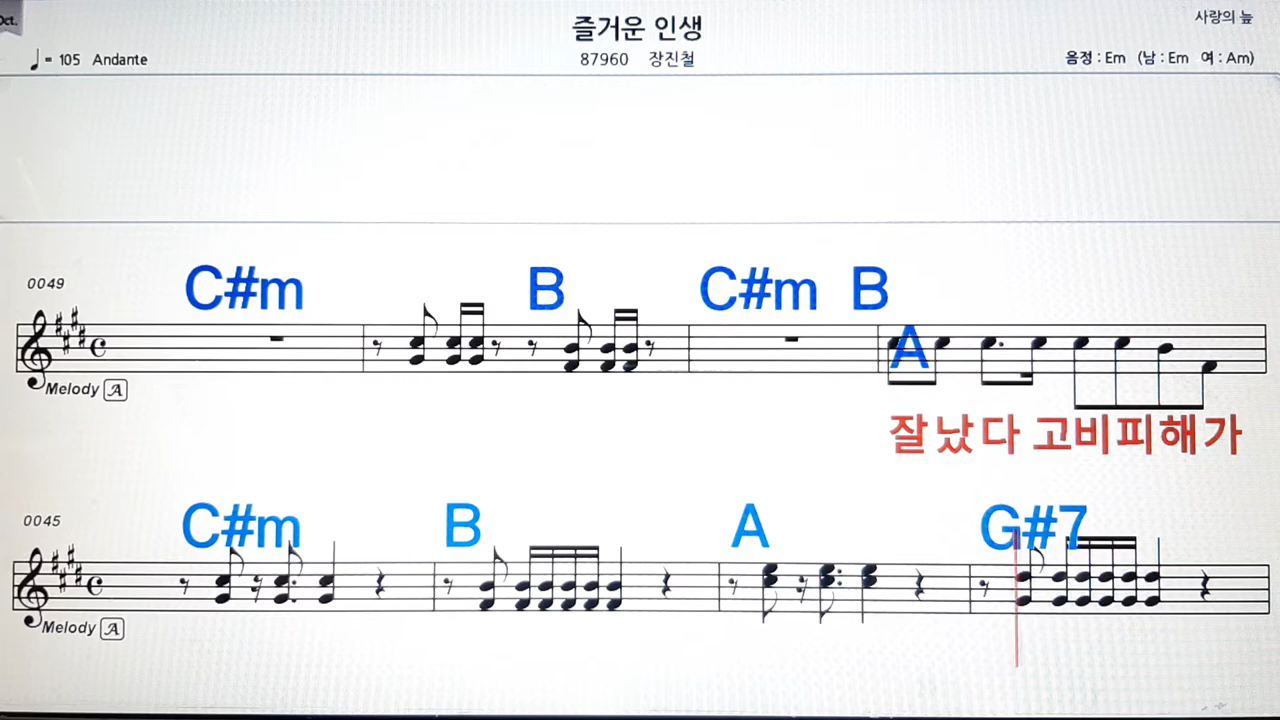 Oct.
즐거운 인생
사랑의 늪
♩= 105 Andante
87960 장진철
음정 : Em (남 : Em 여 : Am)
0049
C#m B C#m B
A
Melody A
잘났다 고비피해가
0045
C#m B A G#7
Melody A